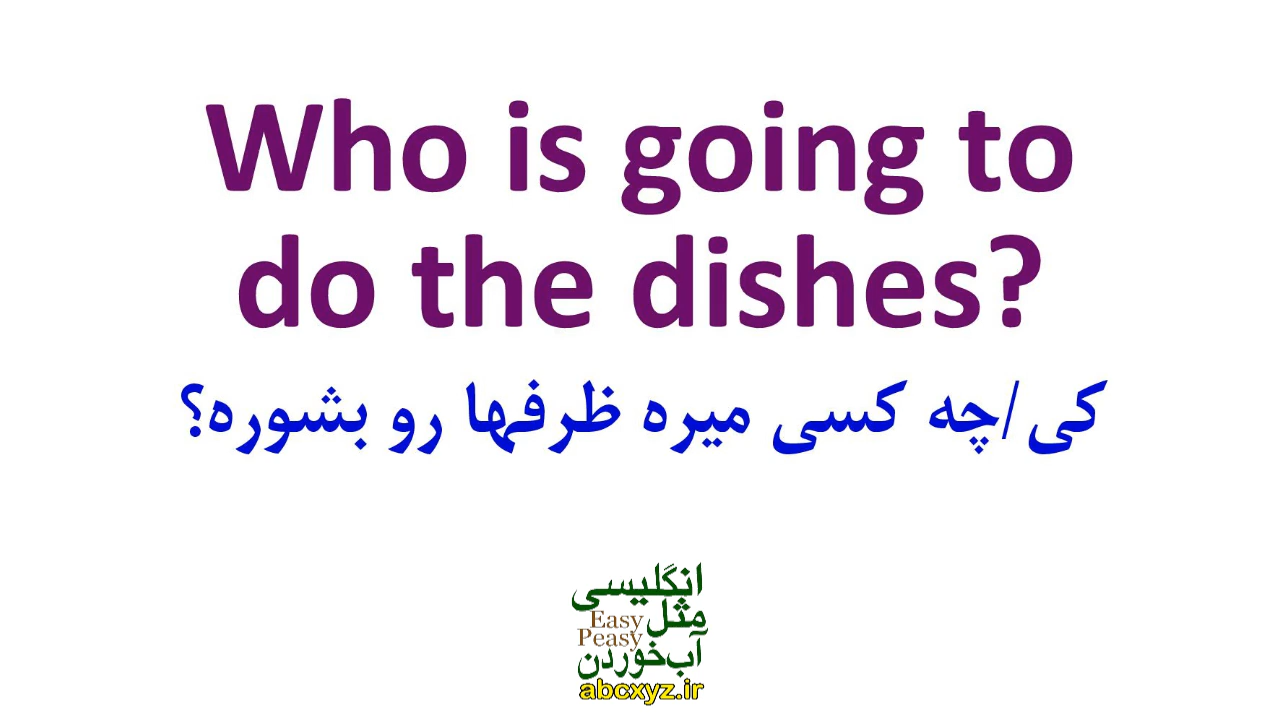 Who is going to
do the dishes?
کی/چه کسی میره ظرفها رو بشوره؟
انگلیسی
مثل
Easy
Peasy
آب‌خوردن
abcxyz.ir